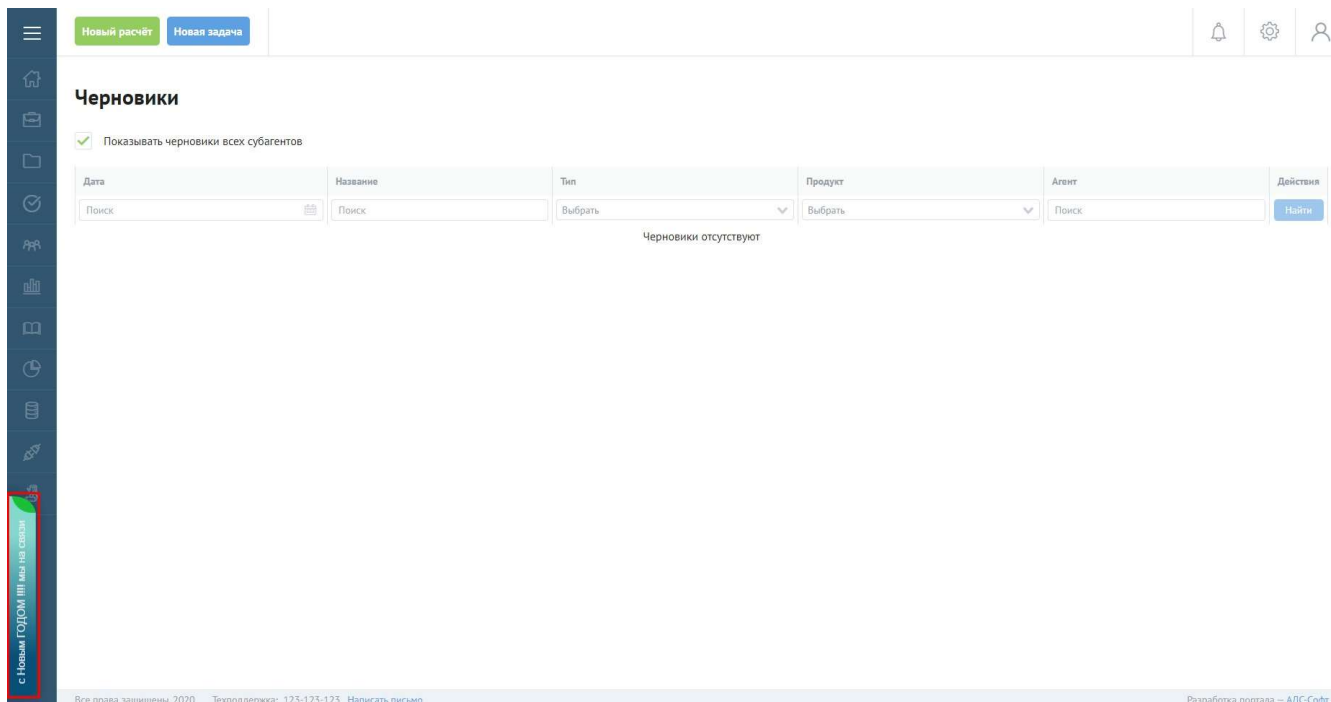 Новый расчёт Новая задача
Черновики
Показывать черновики всех субагентов
Дата Название Тип Продукт Агент Действия
Поиск Поиск Выбрать Выбрать Поиск Найти
Черновики отсутствуют
с Новым ГОДОМ !!!! мы на связи
Все права защищены, 2020 Техподдержка: 123-123-123 Написать письмо Разработка портала — АДС-Софт